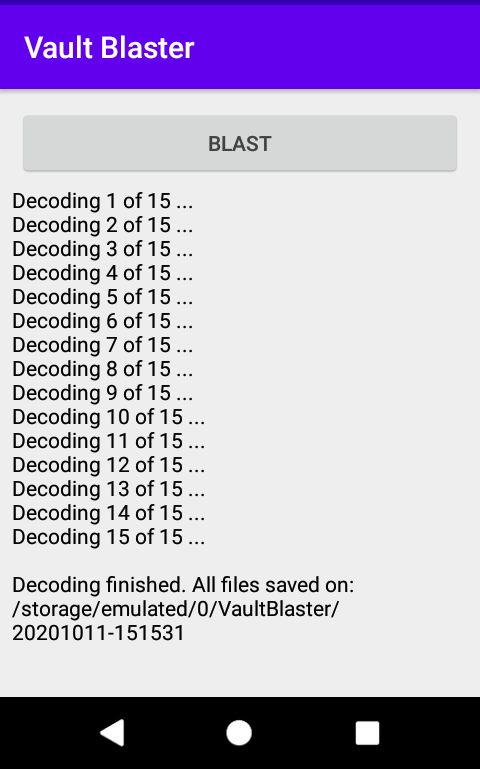 Vault Blaster
BLAST
Decoding 1 of 15 ...
Decoding 2 of 15 ...
Decoding 3 of 15 ...
Decoding 4 of 15 ...
Decoding 5 of 15 ...
Decoding 6 of 15 ...
Decoding 7 of 15 ...
Decoding 8 of 15 ...
Decoding 9 of 15 ...
Decoding 10 of 15 ...
Decoding 11 of 15 ...
Decoding 12 of 15 ...
Decoding 13 of 15 ...
Decoding 14 of 15 ...
Decoding 15 of 15 ...
Decoding finished. All files saved on:
/storage/emulated/0/VaultBlaster/
20201011-151531